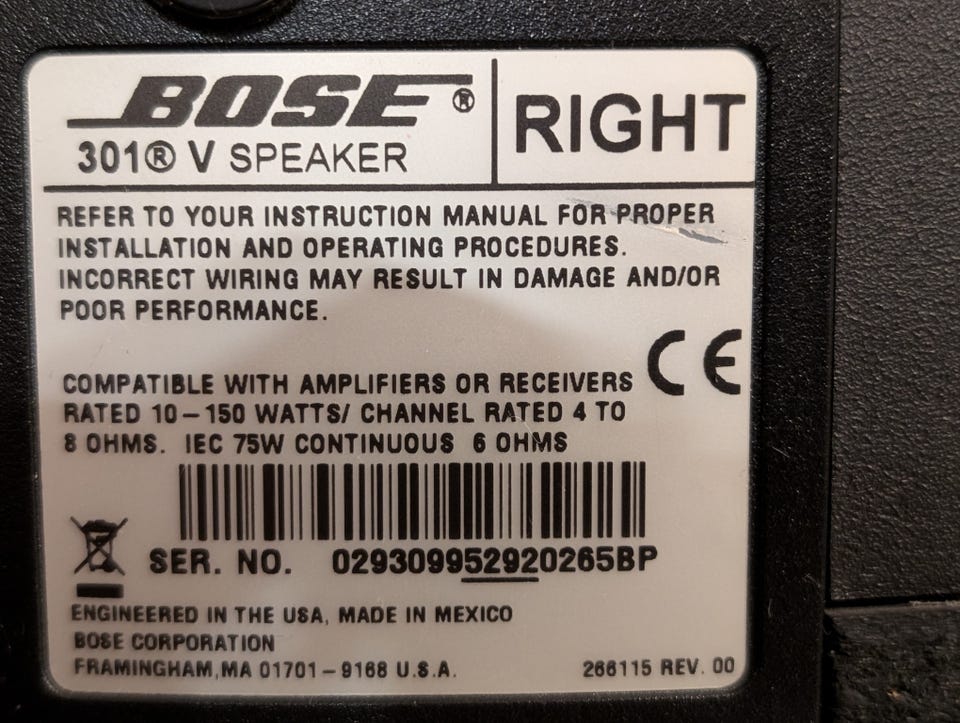 BOSE®
301® V SPEAKER
RIGHT
REFER TO YOUR INSTRUCTION MANUAL FOR PROPER
INSTALLATION AND OPERATING PROCEDURES.
INCORRECT WIRING MAY RESULT IN DAMAGE AND/OR
POOR PERFORMANCE.
CE
COMPATIBLE WITH AMPLIFIERS OR RECEIVERS
RATED 10-150 WATTS/ CHANNEL RATED 4 TO
8 OHMS. IEC 75W CONTINUOUS 6 OHMS
SER. NO. 029309952920265BP
ENGINEERED IN THE USA, MADE IN MEXICO
BOSE CORPORATION
FRAMINGHAM,MA 01701-9168 U.S.A.
266115 REV. 00